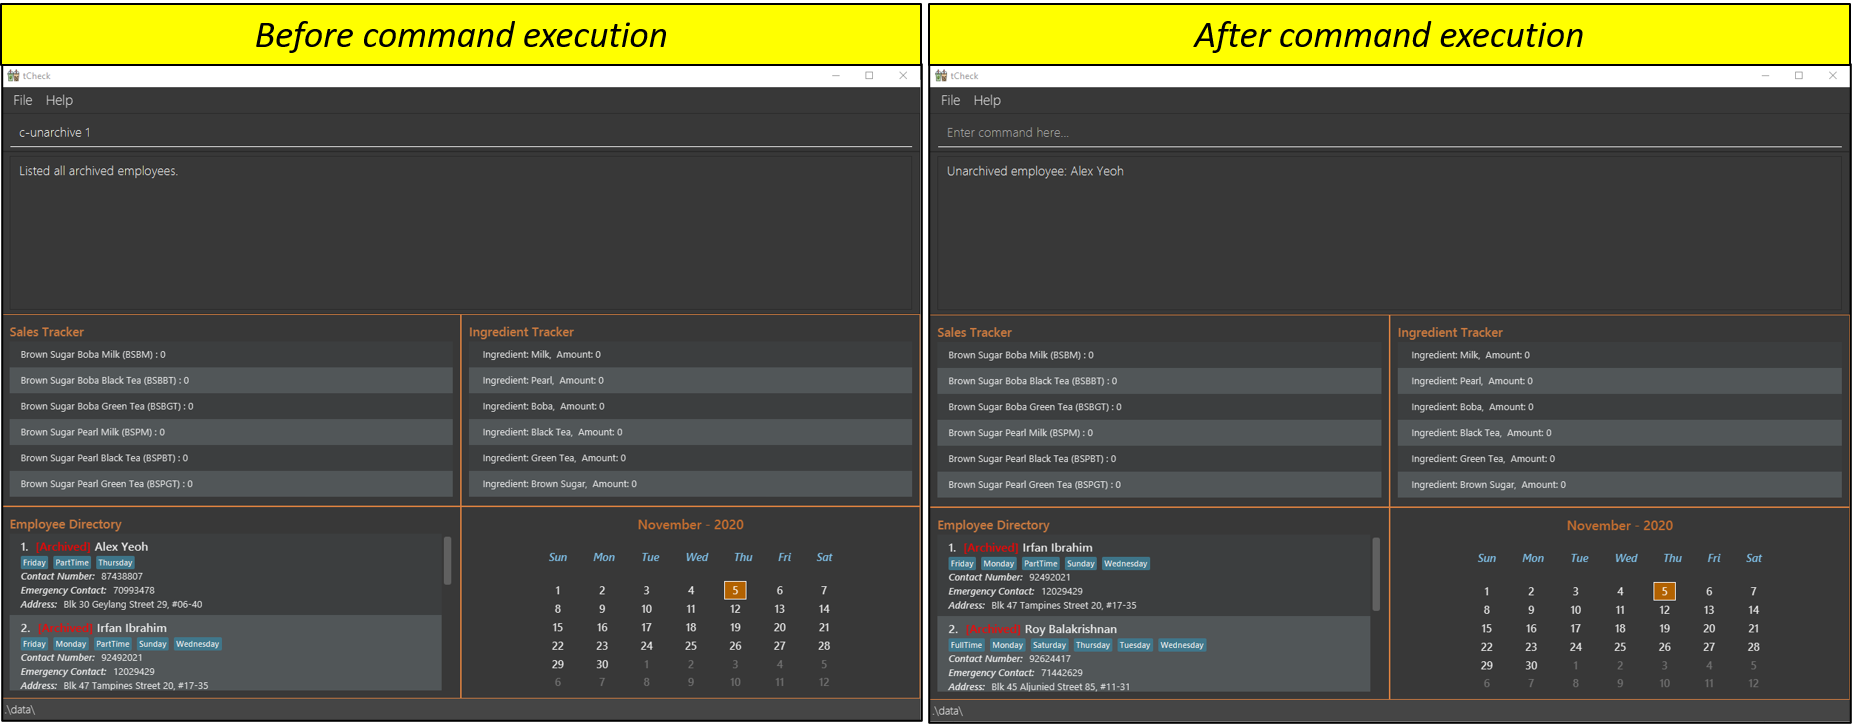 Before command execution
tCheck
File Help
c-unarchive 1
Listed all archived employees.
Sales Tracker
Brown Sugar Boba Milk (BSBM) : 0
Brown Sugar Boba Black Tea (BSBBT) : 0
Brown Sugar Boba Green Tea (BSBGT) : 0
Brown Sugar Pearl Milk (BSPM) : 0
Brown Sugar Pearl Black Tea (BSPBT) : 0
Brown Sugar Pearl Green Tea (BSPGT) : 0
Ingredient Tracker
Ingredient: Milk, Amount: 0
Ingredient: Pearl, Amount: 0
Ingredient: Boba, Amount: 0
Ingredient: Black Tea, Amount: 0
Ingredient: Green Tea, Amount: 0
Ingredient: Brown Sugar, Amount: 0
Employee Directory
1. [Archived] Alex Yeoh
Friday PartTime Thursday
Contact Number: 87438807
Emergency Contact: 70993478
Address: Blk 30 Geylang Street 29, #06-40
2. [Archived] Irfan Ibrahim
Friday Monday PartTime Sunday Wednesday
Contact Number: 92492021
Emergency Contact: 12029429
Address: Blk 47 Tampines Street 20, #17-35
November - 2020
Sun Mon Tue Wed Thu Fri Sat
1 2 3 4 5 6 7
8 9 10 11 12 13 14
15 16 17 18 19 20 21
22 23 24 25 26 27 28
29 30 1 2 3 4 5
6 7 8 9 10 11 12
.\data\
After command execution
tCheck
File Help
Enter command here...
Unarchived employee: Alex Yeoh
Sales Tracker
Brown Sugar Boba Milk (BSBM) : 0
Brown Sugar Boba Black Tea (BSBBT) : 0
Brown Sugar Boba Green Tea (BSBGT) : 0
Brown Sugar Pearl Milk (BSPM) : 0
Brown Sugar Pearl Black Tea (BSPBT) : 0
Brown Sugar Pearl Green Tea (BSPGT) : 0
Ingredient Tracker
Ingredient: Milk, Amount: 0
Ingredient: Pearl, Amount: 0
Ingredient: Boba, Amount: 0
Ingredient: Black Tea, Amount: 0
Ingredient: Green Tea, Amount: 0
Ingredient: Brown Sugar, Amount: 0
Employee Directory
1. [Archived] Irfan Ibrahim
Friday Monday PartTime Sunday Wednesday
Contact Number: 92492021
Emergency Contact: 12029429
Address: Blk 47 Tampines Street 20, #17-35
2. [Archived] Roy Balakrishnan
FullTime Monday Saturday Thursday Tuesday Wednesday
Contact Number: 92624417
Emergency Contact: 71442629
Address: Blk 45 Aljunied Street 85, #11-31
November - 2020
Sun Mon Tue Wed Thu Fri Sat
1 2 3 4 5 6 7
8 9 10 11 12 13 14
15 16 17 18 19 20 21
22 23 24 25 26 27 28
29 30 1 2 3 4 5
6 7 8 9 10 11 12
.\data\